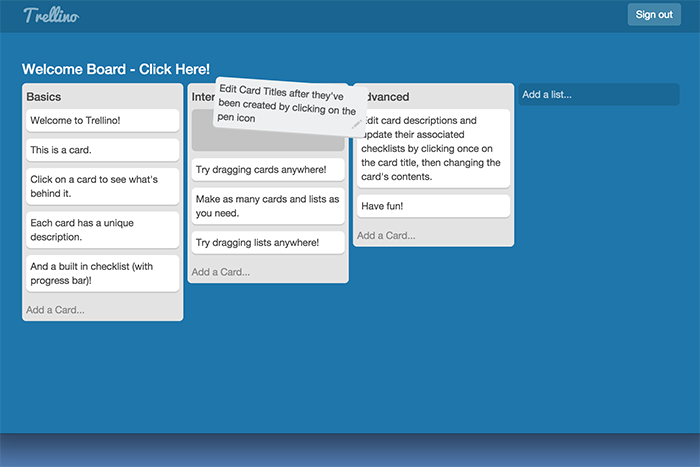 Trellino
Sign out
Welcome Board - Click Here!
Basics
Welcome to Trellino!
This is a card.
Click on a card to see what's
behind it.
Each card has a unique
description.
And a built in checklist (with
progress bar)!
Add a Card...
Inter
Edit Card Titles after they've
been created by clicking on the
pen icon
Try dragging cards anywhere!
Make as many cards and lists as
you need.
Try dragging lists anywhere!
Add a Card...
dvanced
Edit card descriptions and
update their associated
checklists by clicking once on
the card title, then changing the
card's contents.
Have fun!
Add a Card...
Add a list...